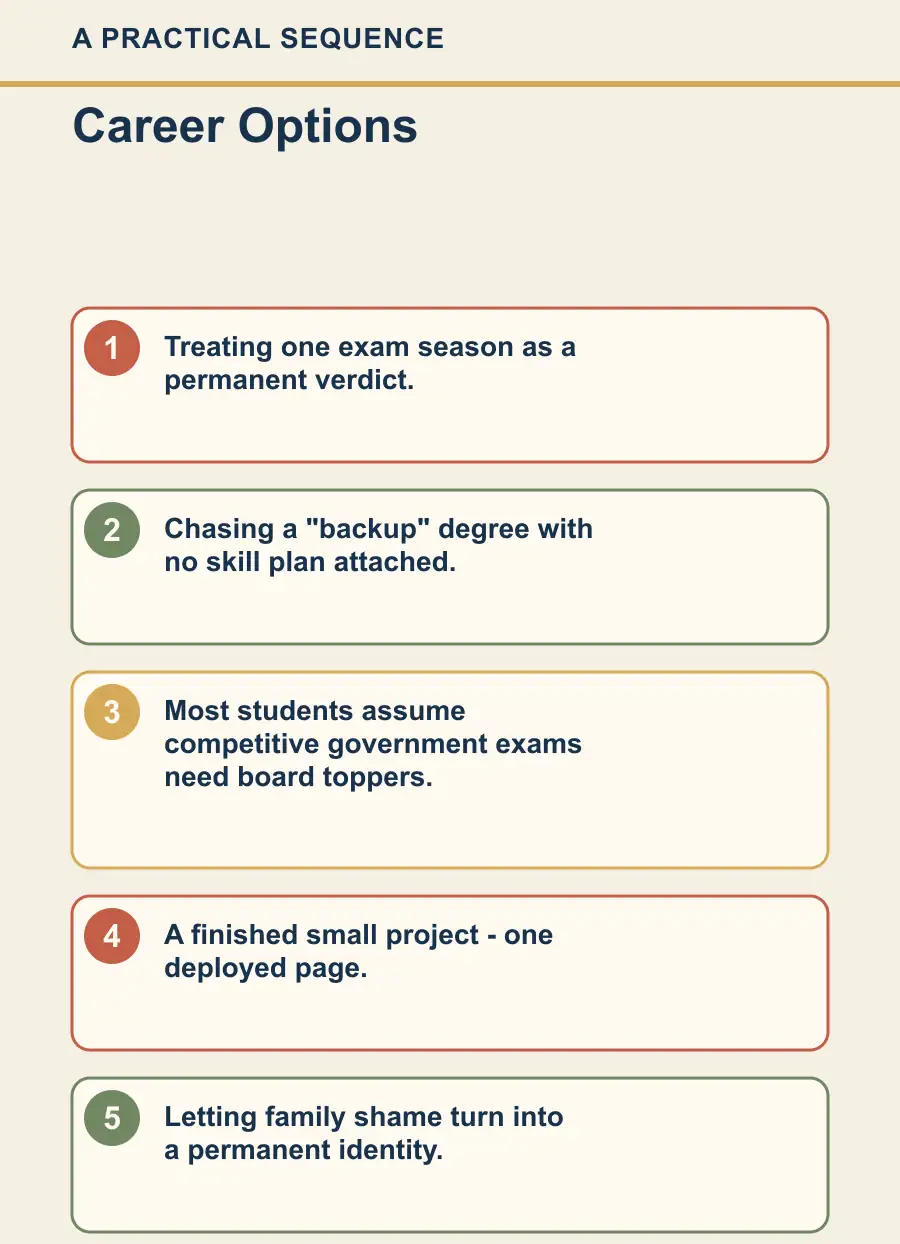 A PRACTICAL SEQUENCE
Career Options
1
Treating one exam season as a
permanent verdict.
2
Chasing a "backup" degree with
no skill plan attached.
3
Most students assume
competitive government exams
need board toppers.
4
A finished small project - one
deployed page.
5
Letting family shame turn into
a permanent identity.